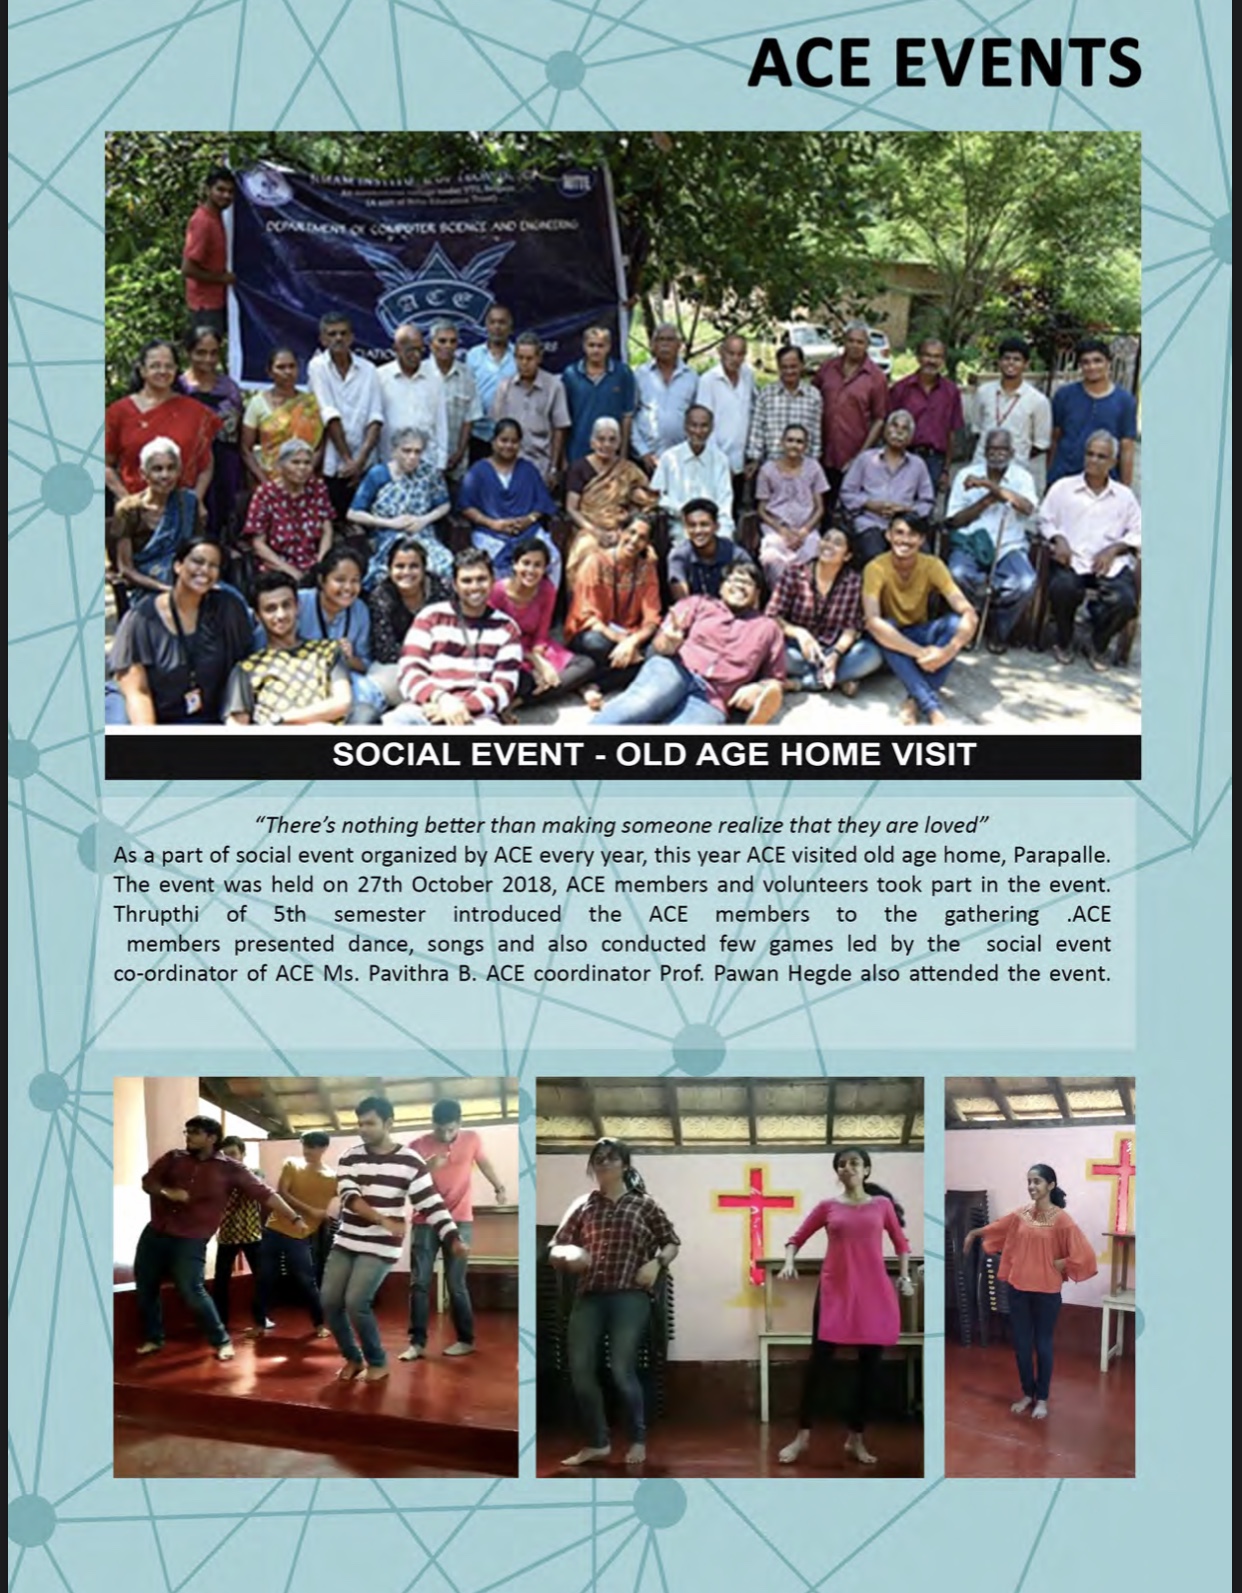 ACE EVENTS
DEPARTMENT OF COMPUTER SCIENCE AND ENGINEERING
ACE
SOCIAL EVENT - OLD AGE HOME VISIT
“There’s nothing better than making someone realize that they are loved”
As a part of social event organized by ACE every year, this year ACE visited old age home, Parapalle.
The event was held on 27th October 2018, ACE members and volunteers took part in the event.
Thrupthi of 5th semester introduced the ACE members to the gathering .ACE
members presented dance, songs and also conducted few games led by the social event
co-ordinator of ACE Ms. Pavithra B. ACE coordinator Prof. Pawan Hegde also attended the event.